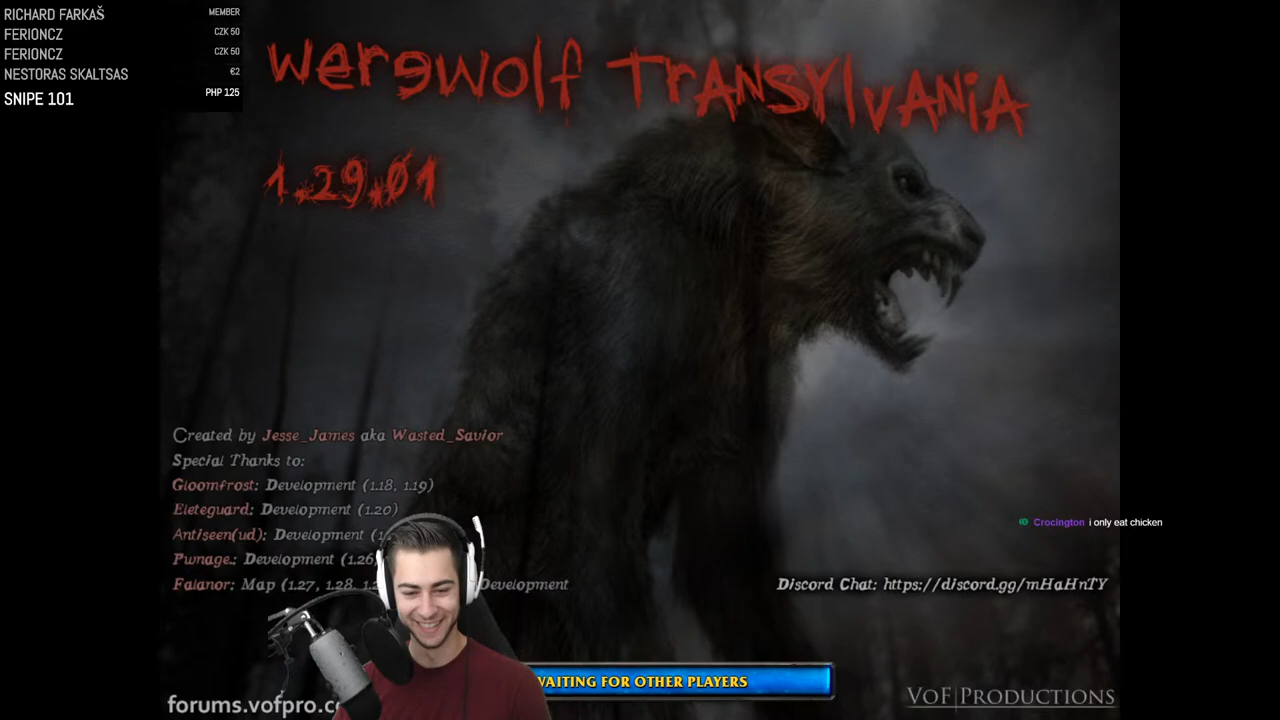 RICHARD FARKAŠ MEMBER
FERIONCZ CZK 50
FERIONCZ CZK 50
NESTORAS SKALTSAS €2
SNIPE 101 PHP 125
Werewolf Transylvania
1.29.01
Created by Jesse_James aka Wasted_Savior
Special Thanks to:
Gloomfrost: Development (1.18, 1.19)
Eleteguard: Development (1.20)
Antiseen(ud): Development
Pwnage: Development (1.26,
Falanor: Map (1.27, 1.28, Development
Crocington i only eat chicken
Discord Chat: https://discord.gg/mHaHnTY
WAITING FOR OTHER PLAYERS
forums.vofpro.c
VoF|Productions